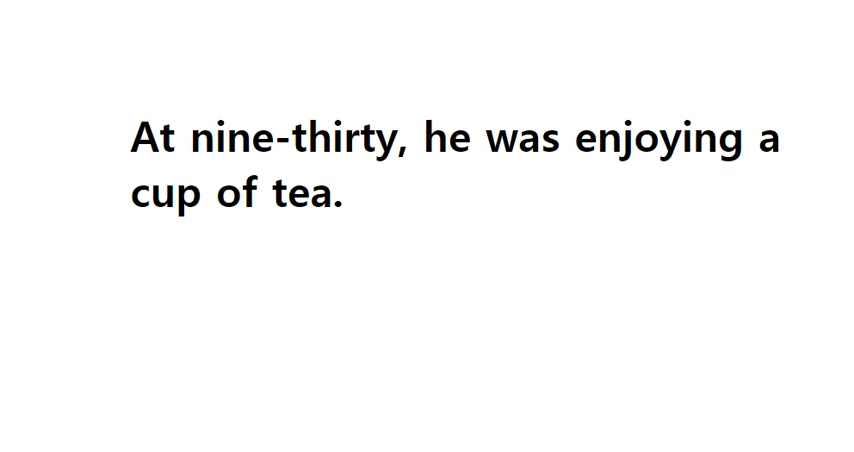 At nine-thirty, he was enjoying a
cup of tea.